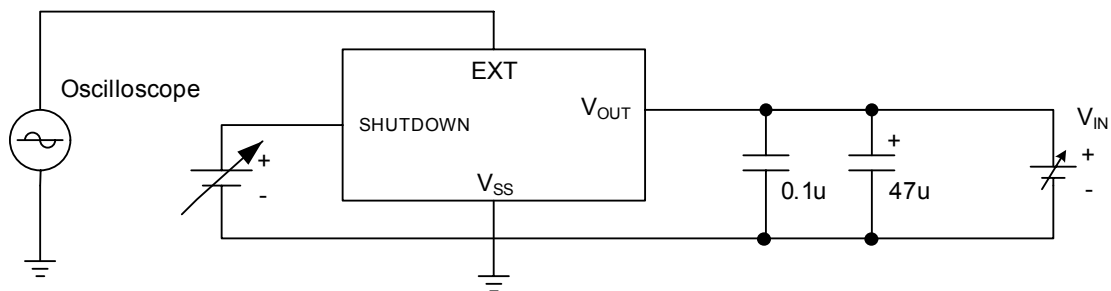 EXT
Oscilloscope
SHUTDOWN
VOUT
VIN
+
+
+
-
-
VSS
0.1u
47u